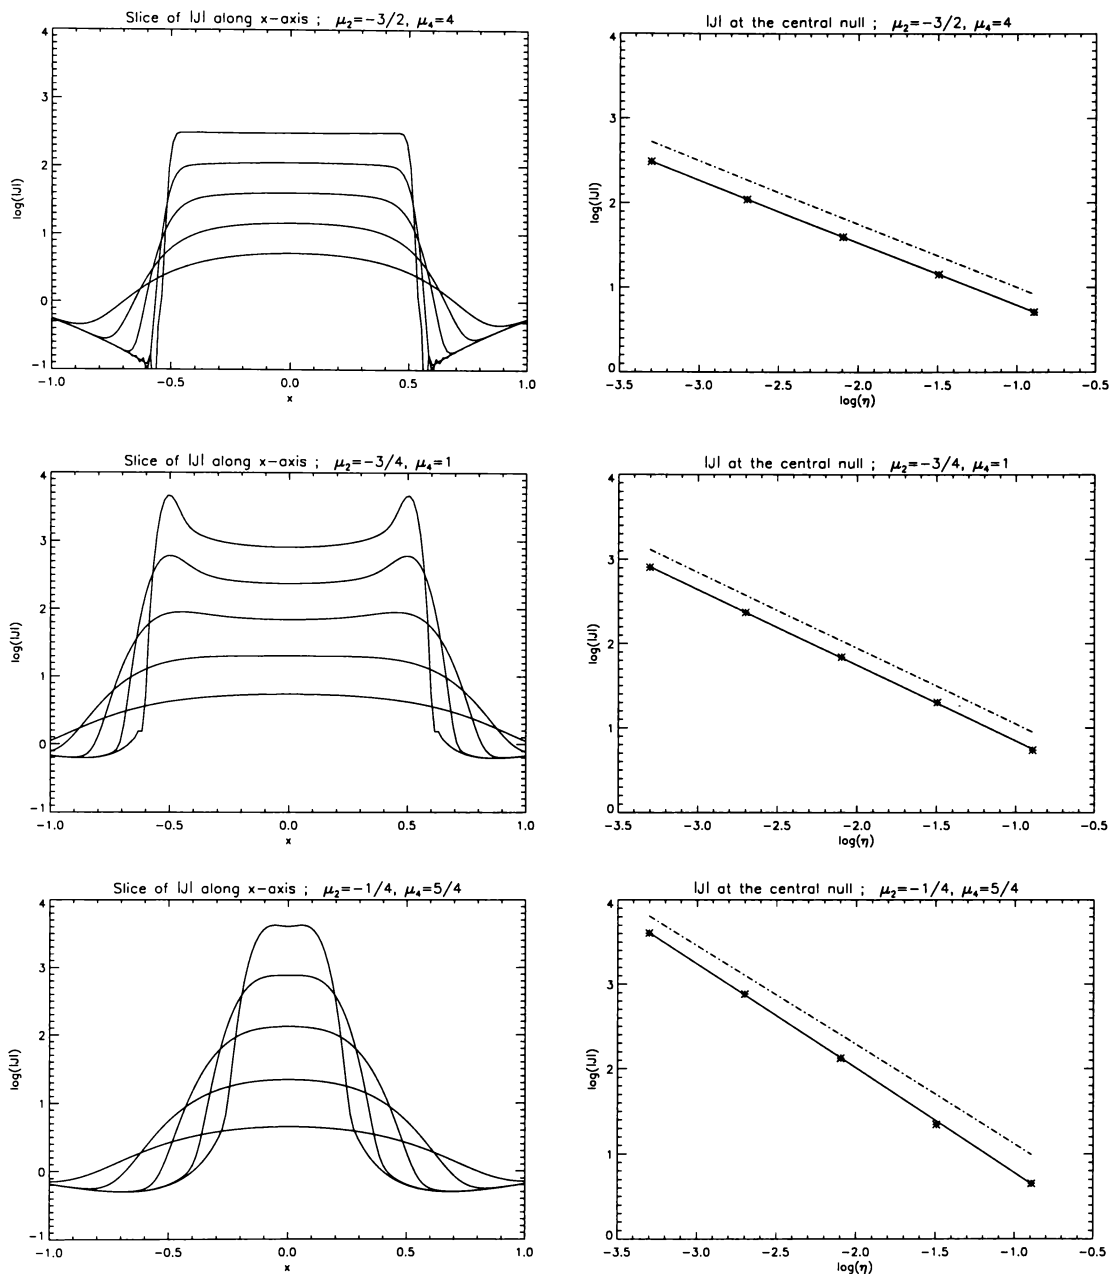 Slice of |J| along x-axis ; μ₂=−3/2, μ₄=4
4
3
2
1
0
−1
log(|J|)
−1.0 −0.5 0.0 0.5 1.0
x
|J| at the central null ; μ₂=−3/2, μ₄=4
4
3
2
1
0
log(|J|)
−3.5 −3.0 −2.5 −2.0 −1.5 −1.0 −0.5
log(η)
Slice of |J| along x-axis ; μ₂=−3/4, μ₄=1
4
3
2
1
0
−1
log(|J|)
−1.0 −0.5 0.0 0.5 1.0
x
|J| at the central null ; μ₂=−3/4, μ₄=1
4
3
2
1
0
log(|J|)
−3.5 −3.0 −2.5 −2.0 −1.5 −1.0 −0.5
log(η)
Slice of |J| along x-axis ; μ₂=−1/4, μ₄=5/4
4
3
2
1
0
−1
log(|J|)
−1.0 −0.5 0.0 0.5 1.0
x
|J| at the central null ; μ₂=−1/4, μ₄=5/4
4
3
2
1
0
log(|J|)
−3.5 −3.0 −2.5 −2.0 −1.5 −1.0 −0.5
log(η)